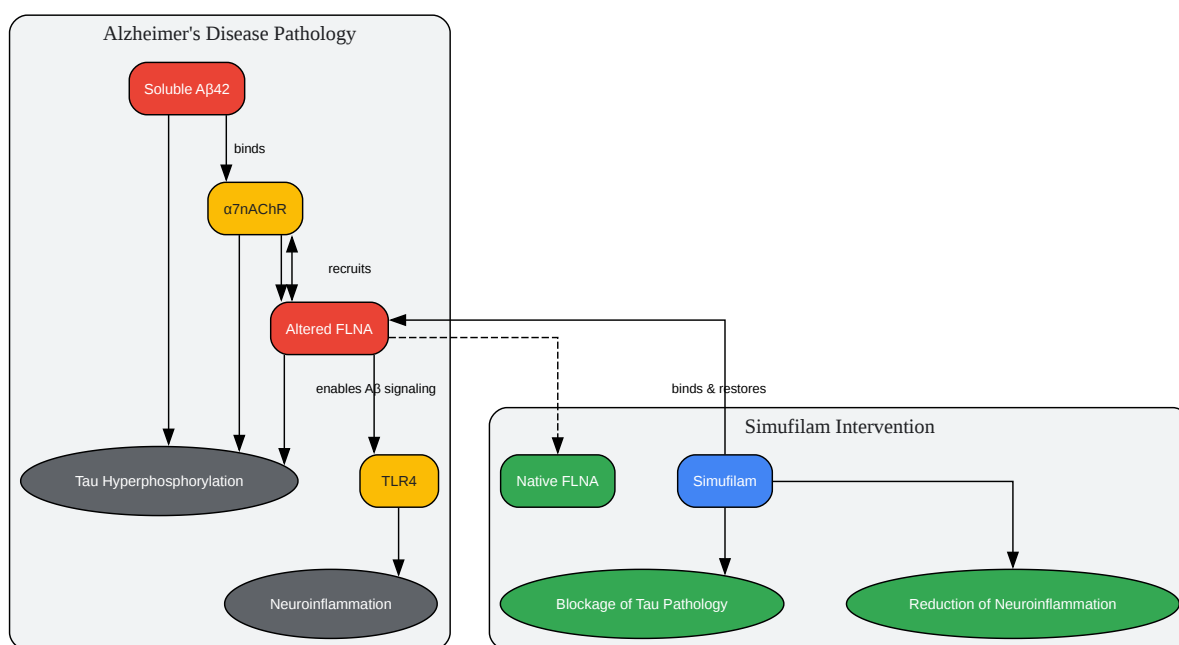 Alzheimer's Disease Pathology
Soluble Aβ42
binds
α7nAChR
recruits
Altered FLNA
enables Aβ signaling
binds & restores
Simufilam Intervention
Tau Hyperphosphorylation
TLR4
Native FLNA
Simufilam
Neuroinflammation
Blockage of Tau Pathology
Reduction of Neuroinflammation